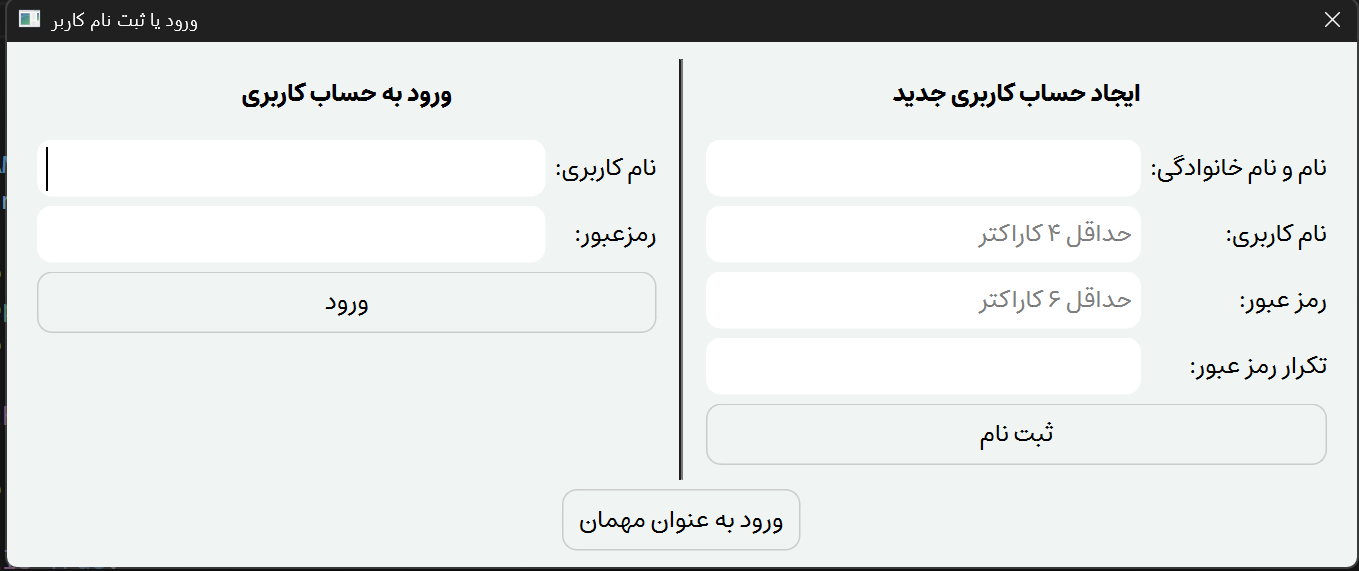 ورود یا ثبت نام کاربر
ایجاد حساب کاربری جدید
نام و نام خانوادگی:
نام کاربری:
حداقل ۴ کاراکتر
رمز عبور:
حداقل ۶ کاراکتر
تکرار رمز عبور:
ثبت نام
ورود به حساب کاربری
نام کاربری:
رمزعبور:
ورود
ورود به عنوان مهمان